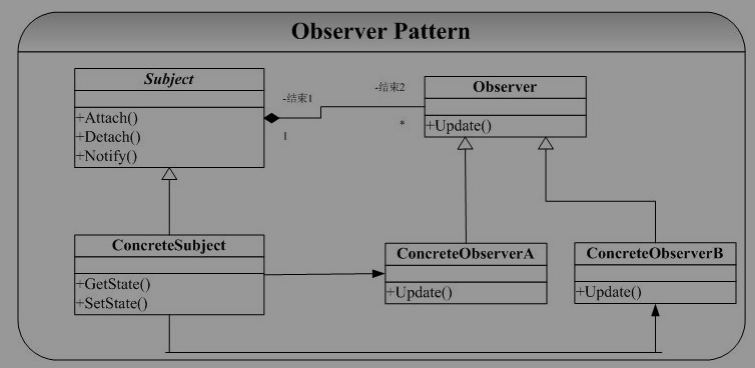 Observer Pattern
Subject
+Attach()
+Detach()
+Notify()
-结束1
1
-结束2
*
Observer
+Update()
ConcreteSubject
+GetState()
+SetState()
ConcreteObserverA
+Update()
ConcreteObserverB
+Update()